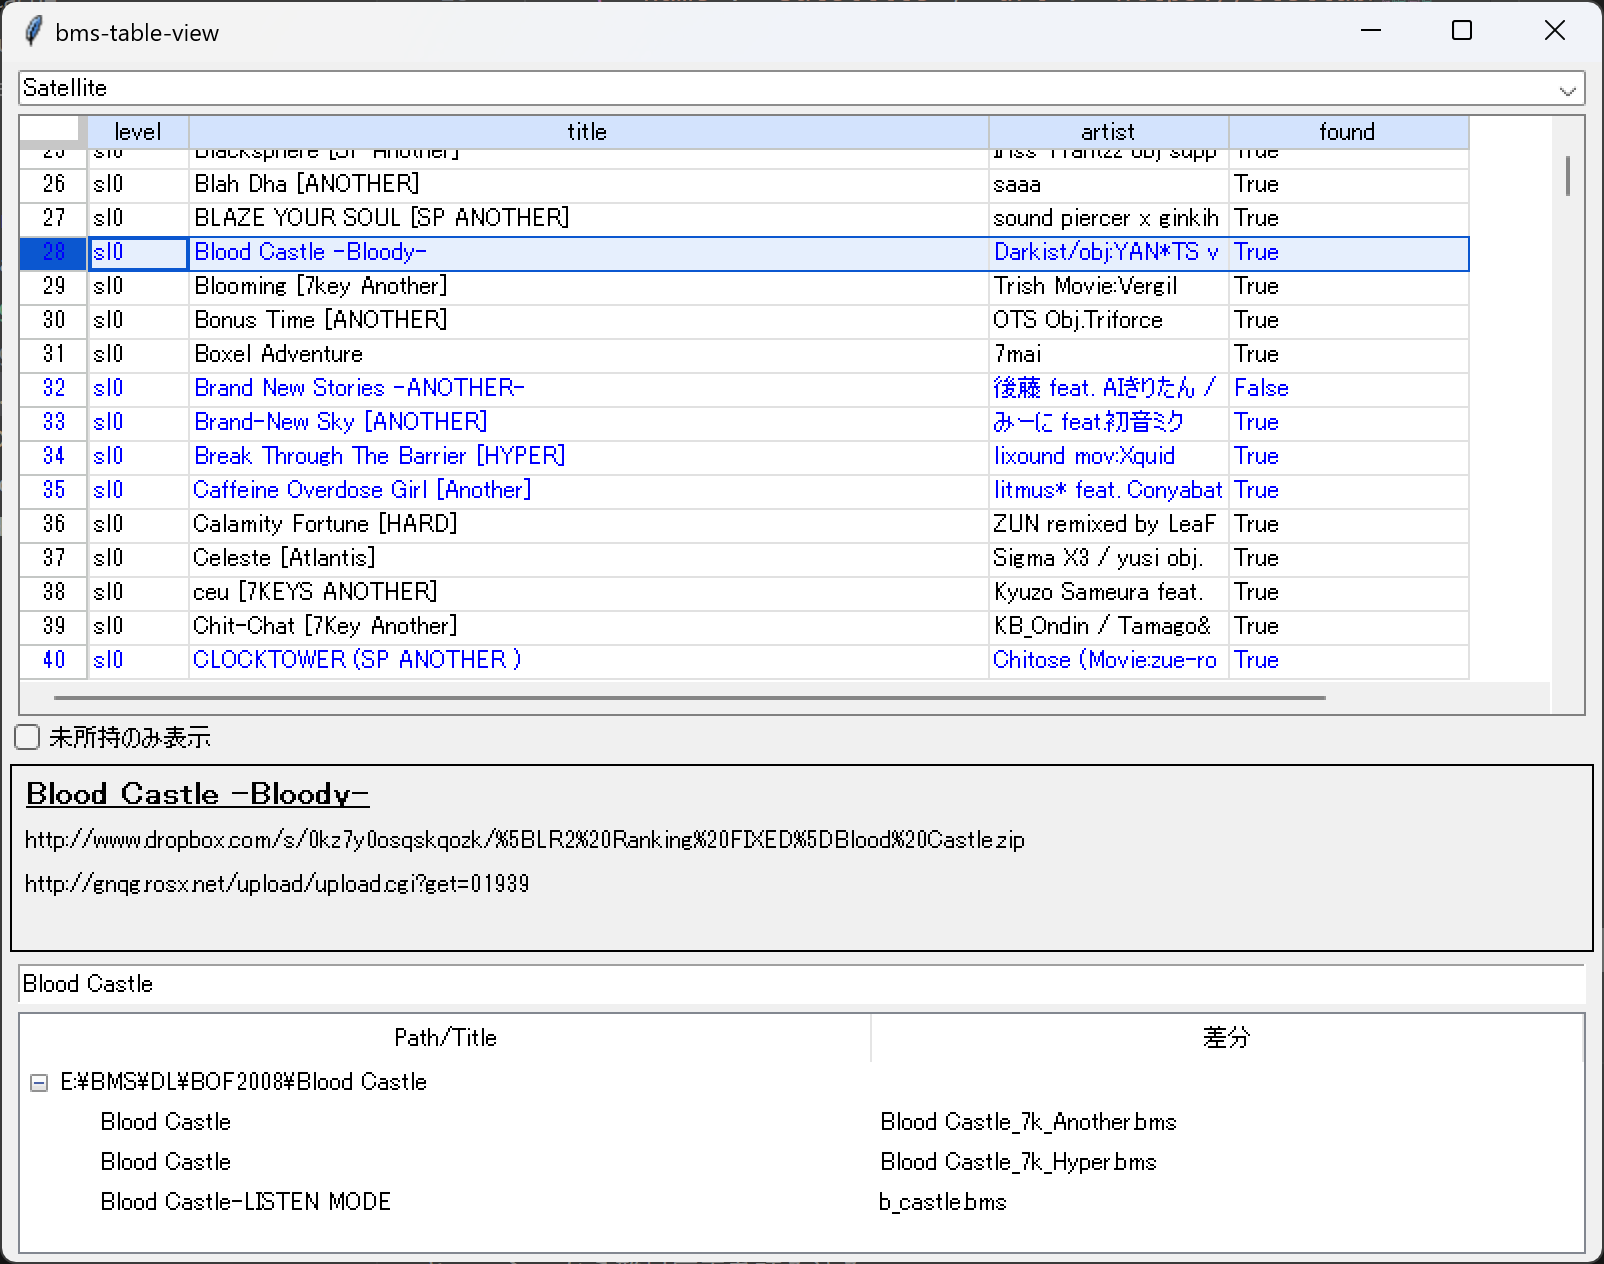 bms-table-view
Satellite
level title artist found
26 sl0 Blah Dha [ANOTHER] saaa True
27 sl0 BLAZE YOUR SOUL [SP ANOTHER] sound piercer x ginkih True
28 sl0 Blood Castle -Bloody- Darkist/obj:YAN*TS v True
29 sl0 Blooming [7key Another] Trish Movie:Vergil True
30 sl0 Bonus Time [ANOTHER] OTS Obj.Triforce True
31 sl0 Boxel Adventure 7mai True
32 sl0 Brand New Stories -ANOTHER- 後藤 feat. AIきりたん / False
33 sl0 Brand-New Sky [ANOTHER] みーに feat.初音ミク True
34 sl0 Break Through The Barrier [HYPER] lixound mov:Xquid True
35 sl0 Caffeine Overdose Girl [Another] litmus* feat. Conyabat True
36 sl0 Calamity Fortune [HARD] ZUN remixed by LeaF True
37 sl0 Celeste [Atlantis] Sigma X3 / yusi obj. True
38 sl0 ceu [7KEYS ANOTHER] Kyuzo Sameura feat. True
39 sl0 Chit-Chat [7Key Another] KB_Ondin / Tamago& True
40 sl0 CLOCKTOWER (SP ANOTHER ) Chitose (Movie:zue-ro True
未所持のみ表示
Blood Castle -Bloody-
http://www.dropbox.com/s/0kz7y0osqskqozk/%5BLR2%20Ranking%20FIXED%5DBlood%20Castle.zip
http://gnqg.rosx.net/upload/upload.cgi?get=01939
Blood Castle
Path/Title 差分
E:¥BMS¥DL¥BOF2008¥Blood Castle
Blood Castle Blood Castle_7k_Another.bms
Blood Castle Blood Castle_7k_Hyper.bms
Blood Castle-LISTEN MODE b_castle.bms